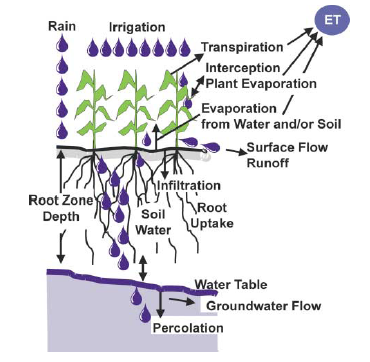 Rain
Irrigation
ET
Transpiration
Interception
Plant Evaporation
Evaporation
from Water and/or Soil
Surface Flow
Runoff
Infiltration
Root Zone
Depth
Soil
Water
Root
Uptake
Water Table
Groundwater Flow
Percolation